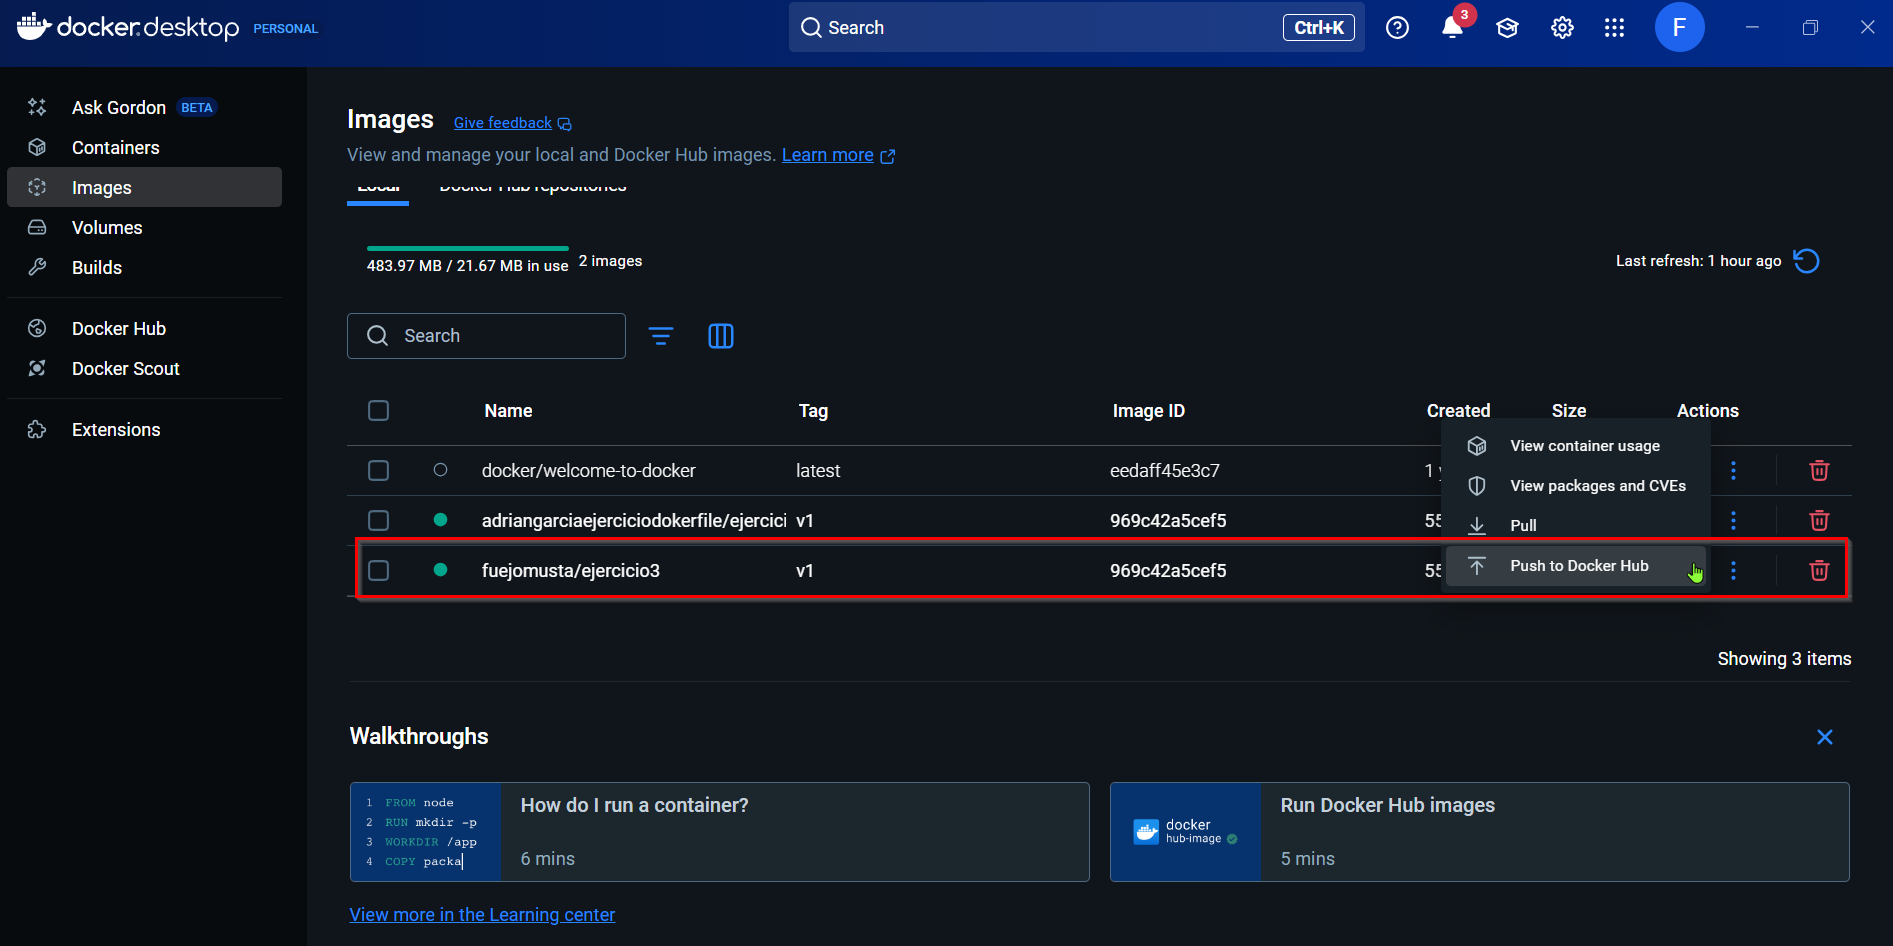 docker.desktop PERSONAL
Search
Ctrl+K
3
F
Ask Gordon BETA
Containers
Images
Volumes
Builds
Docker Hub
Docker Scout
Extensions
Images Give feedback
View and manage your local and Docker Hub images. Learn more
Local Docker Hub repositories
483.97 MB / 21.67 MB in use 2 images
Last refresh: 1 hour ago
Search
Name Tag Image ID Created Size Actions
docker/welcome-to-docker latest eedaff45e3c7 1
adriangarciaejerciciodokerfile/ejercici v1 969c42a5cef5 55
fuejomusta/ejercicio3 v1 969c42a5cef5 55
View container usage
View packages and CVEs
Pull
Push to Docker Hub
Showing 3 items
Walkthroughs
1 FROM node
2 RUN mkdir -p
3 WORKDIR /app
4 COPY packa
How do I run a container?
6 mins
docker
hub-image
Run Docker Hub images
5 mins
View more in the Learning center